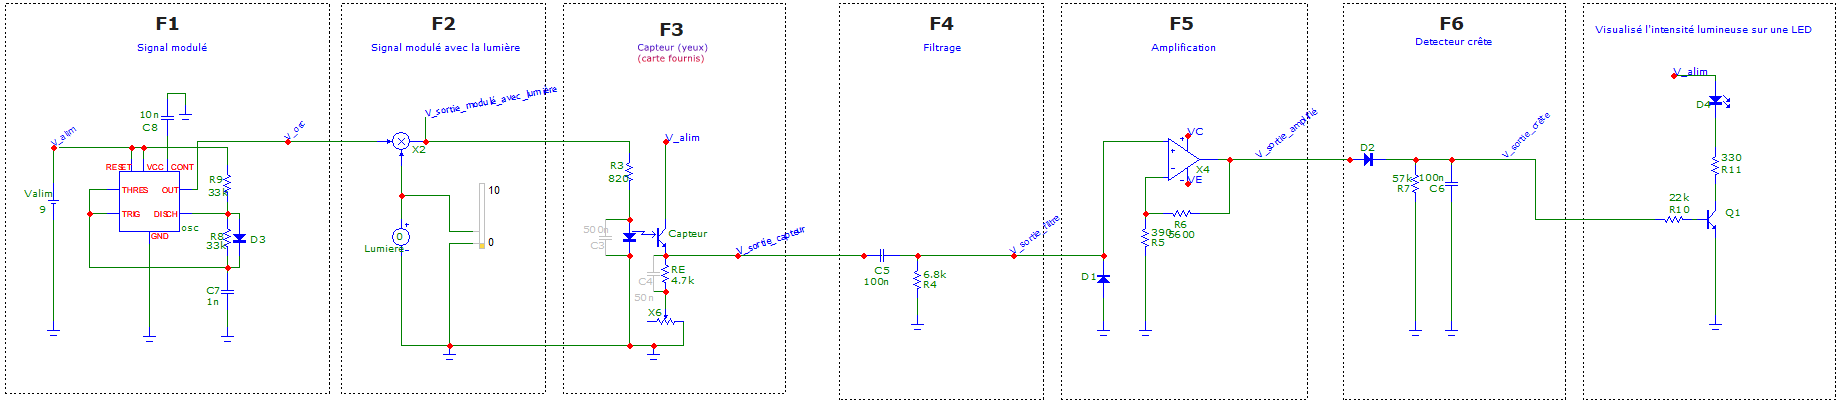 F1
Signal modulé
10n
C8
V_alim
V_osc
RESET
VCC
CONT
THRES
OUT
TRIG
DISCH
GND
osc
R9
33k
R8
33k
D3
C7
1n
Valim
9
F2
Signal modulé avec la lumière
V_sortie_modulé_avec_lumière
X2
10
0
+
0
-
Lumiere
F3
Capteur (yeux)
(carte fournis)
V_alim
R3
820
500n
C3
Capteur
V_sortie_capteur
RE
4.7k
C4
50n
X6
F4
Filtrage
C5
100n
6.8k
R4
V_sortie_filtre
F5
Amplification
VC
+
+
-
-
X4
VE
V_sortie_amplifié
R6
5600
390
R5
D1
F6
Detecteur crête
D2
57k
R7
100n
C6
V_sortie_crête
Visualisé l'intensité lumineuse sur une LED
V_alim
D4
330
R11
22k
R10
Q1